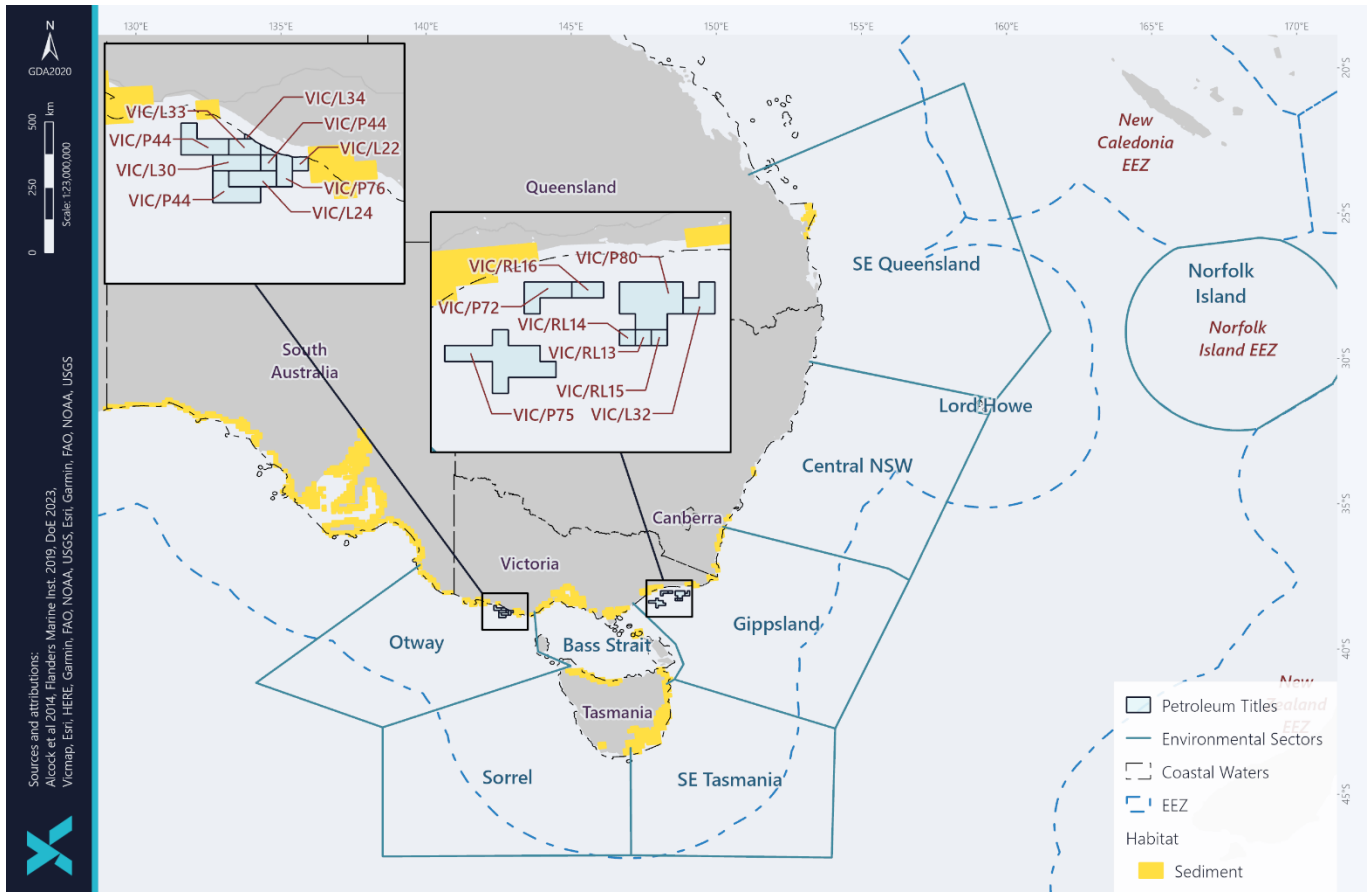 N
GDA2020
km
500
250
0
Scale: 1:23,000,000
Sources and attributions:
Alcock et al 2014, Flanders Marine Inst. 2019, DoE 2023,
Vicmap, Esri, HERE, Garmin, FAO, NOAA, USGS, Esri, Garmin, FAO, NOAA, USGS
130°E
135°E
140°E
145°E
150°E
155°E
160°E
165°E
170°E
20°S
25°S
30°S
35°S
40°S
45°S
VIC/L34
VIC/L33
VIC/P44
VIC/P44
VIC/L22
VIC/L30
VIC/P76
VIC/P44
VIC/L24
VIC/P80
VIC/RL16
VIC/P72
VIC/RL14
VIC/RL13
VIC/RL15
VIC/P75
VIC/L32
New
Caledonia
EEZ
Queensland
SE Queensland
Norfolk
Island
Norfolk
Island EEZ
South
Australia
Lord Howe
Central NSW
Canberra
Victoria
Gippsland
Otway
Bass Strait
Tasmania
Sorrel
SE Tasmania
New
Zealand
EEZ
Petroleum Titles
Environmental Sectors
Coastal Waters
EEZ
Habitat
Sediment